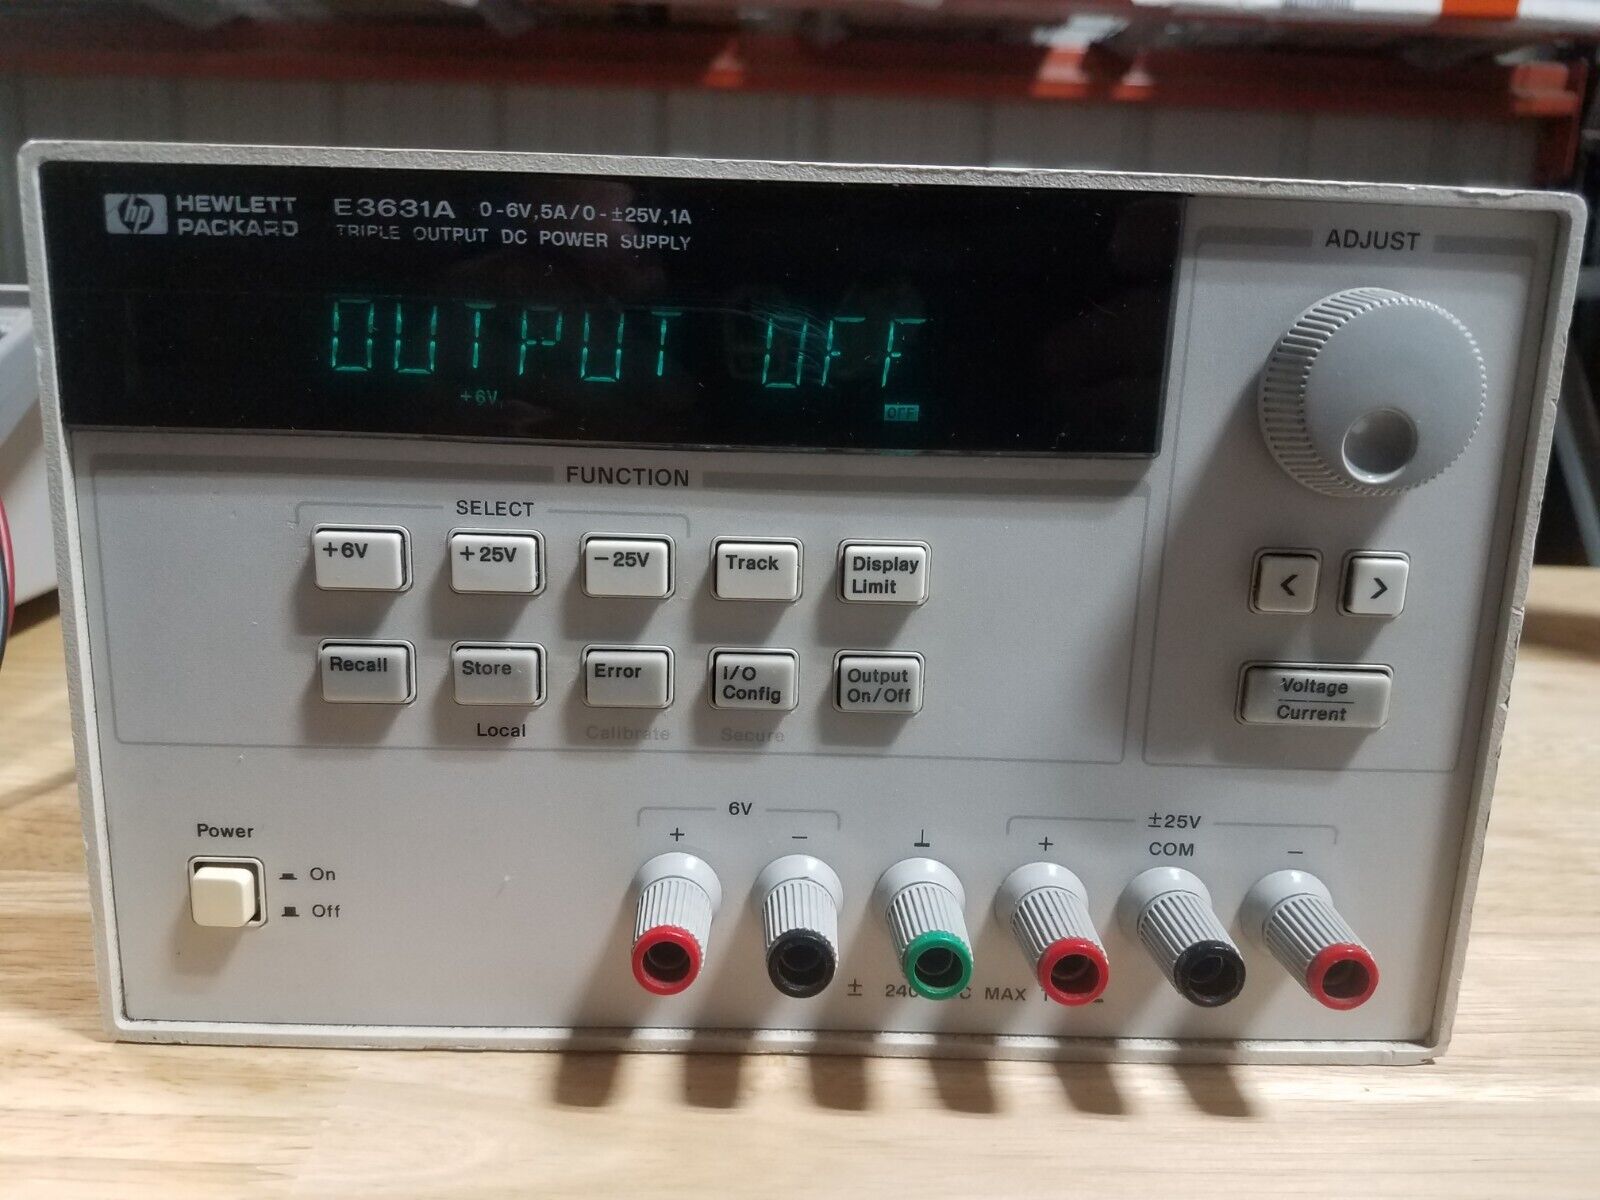 hp HEWLETT PACKARD
E3631A 0-6V,5A/0-±25V,1A
TRIPLE OUTPUT DC POWER SUPPLY
OUTPUT OFF
+6V
OFF
ADJUST
FUNCTION
SELECT
+6V
+25V
-25V
Track
Display Limit
<
>
Recall
Store
Error
I/O Config
Output On/Off
Voltage
Current
Local
Calibrate
Secure
Power
On
Off
6V
+
-
⊥
±25V
+
COM
-
± 240 MAX